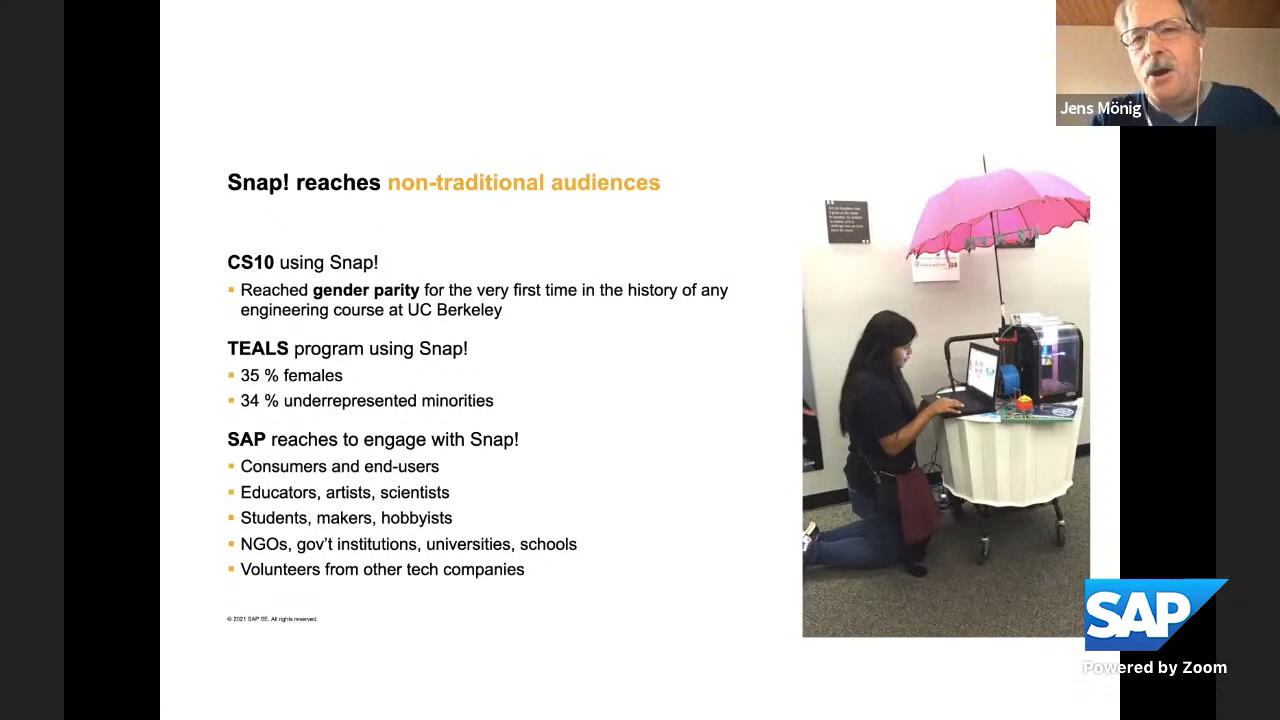 Jens Mönig
Snap! reaches non-traditional audiences
CS10 using Snap!
▪ Reached gender parity for the very first time in the history of any
engineering course at UC Berkeley
TEALS program using Snap!
▪ 35 % females
▪ 34 % underrepresented minorities
SAP reaches to engage with Snap!
▪ Consumers and end-users
▪ Educators, artists, scientists
▪ Students, makers, hobbyists
▪ NGOs, gov’t institutions, universities, schools
▪ Volunteers from other tech companies
© 2021 SAP SE. All rights reserved.
SAP
Powered by Zoom